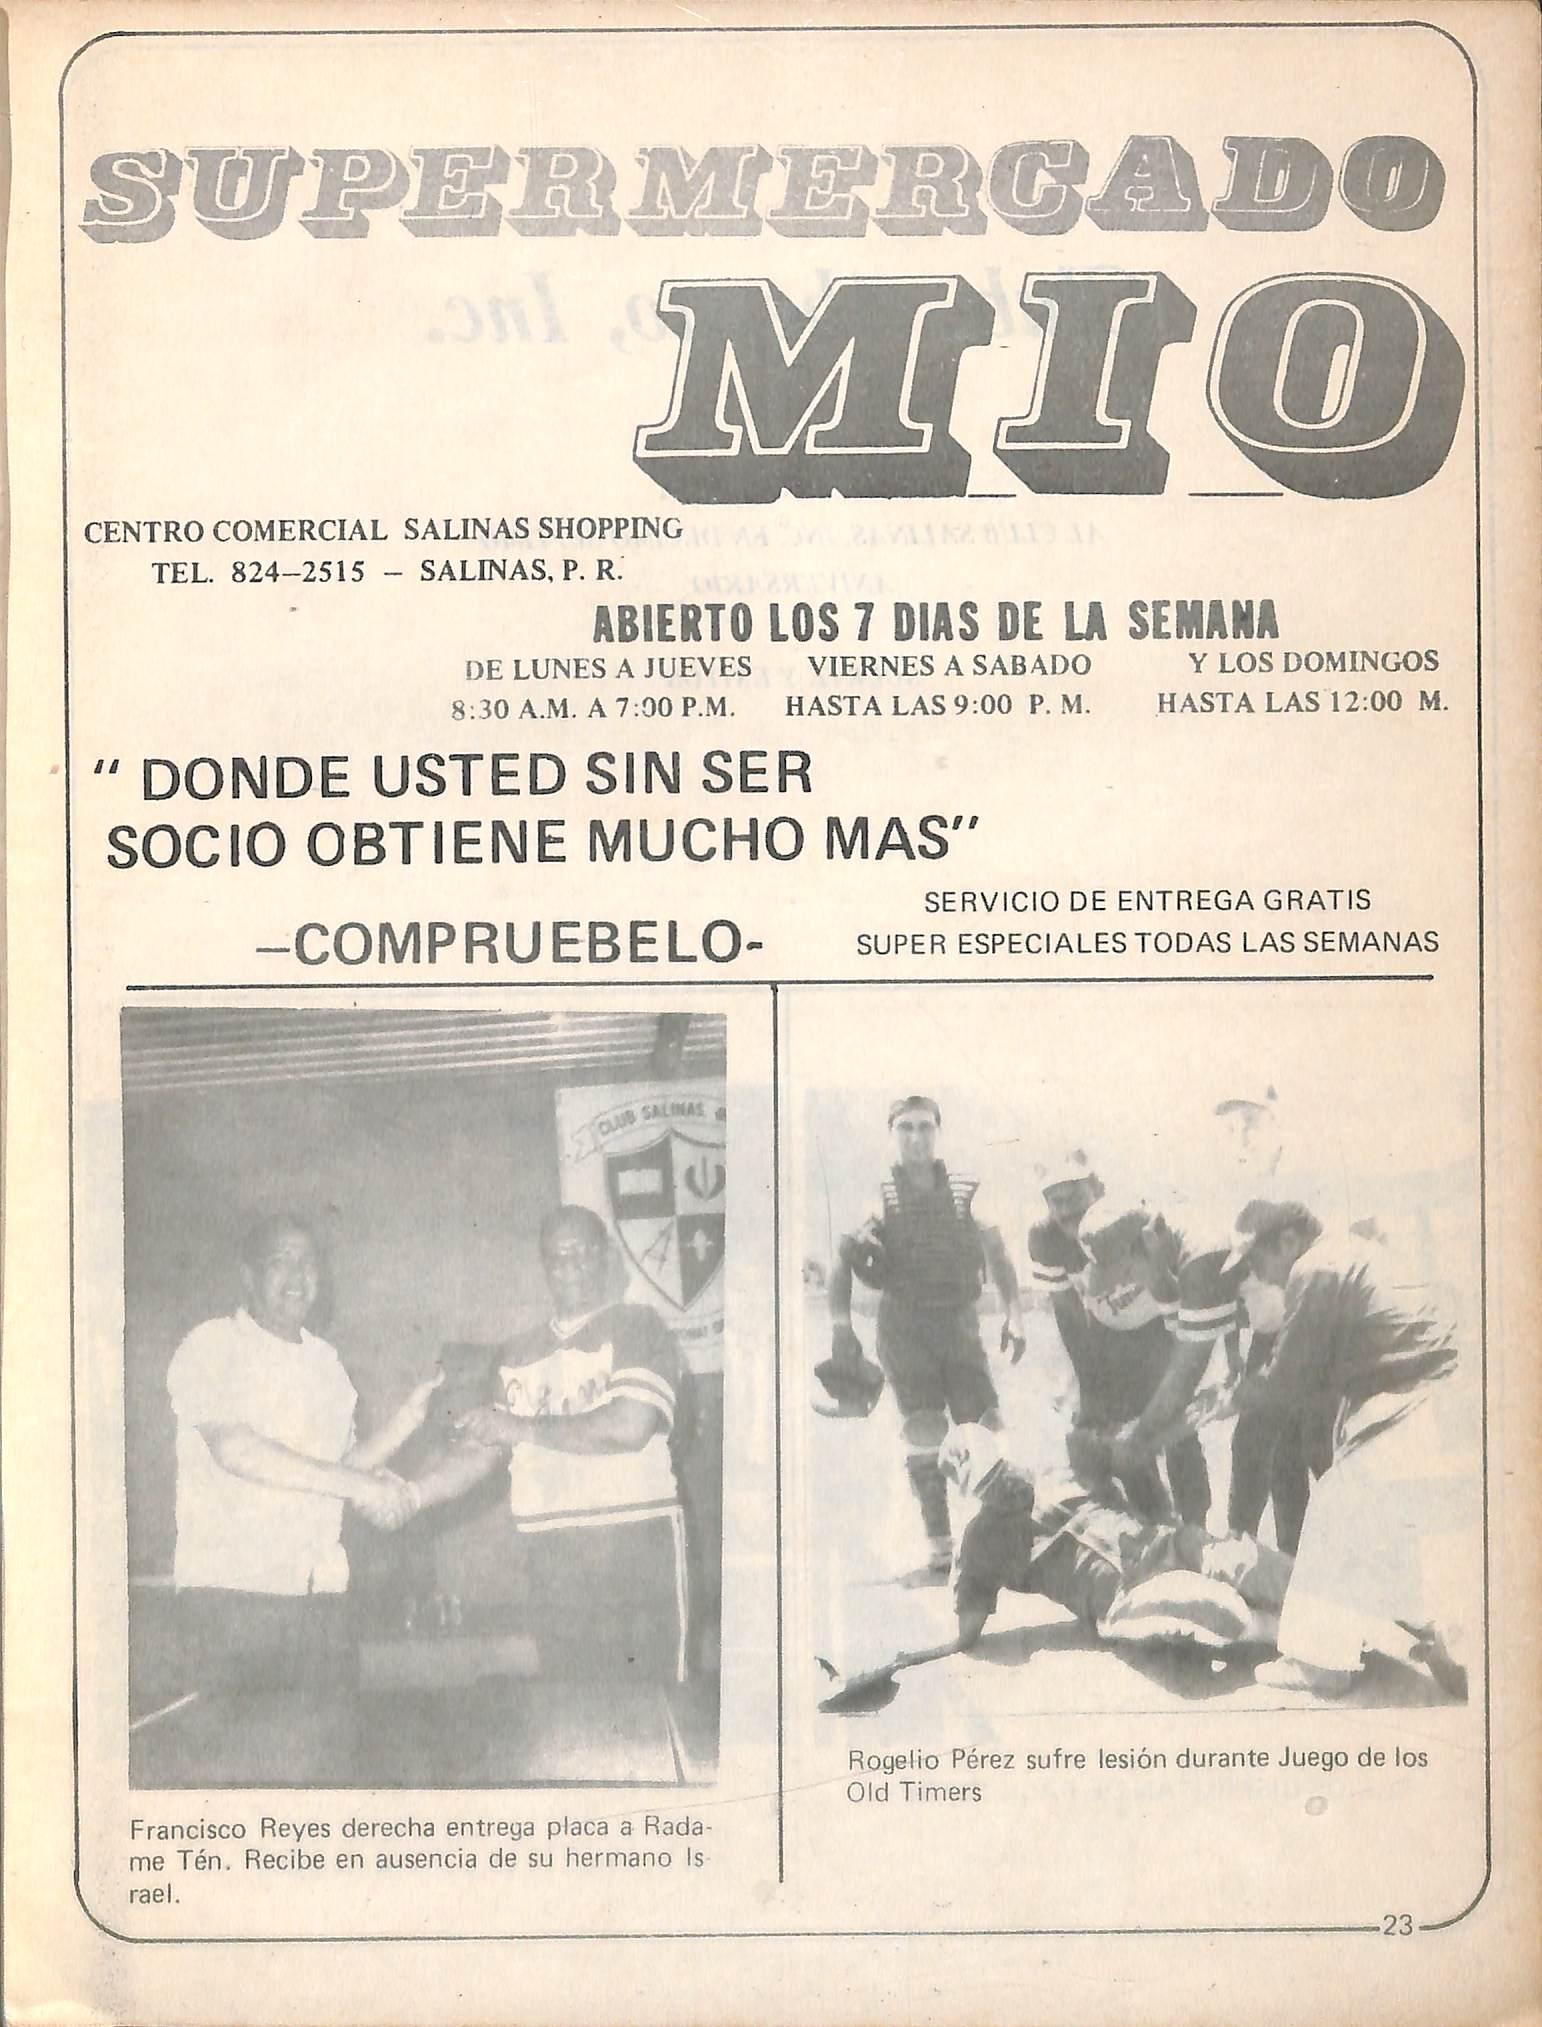 SUPERMERCADO
MIO
CENTRO COMERCIAL SALINAS SHOPPING
TEL. 824-2515 - SALINAS, P. R.
ABIERTO LOS 7 DIAS DE LA SEMANA
DE LUNES A JUEVES VIERNES A SABADO Y LOS DOMINGOS
8:30 A.M. A 7:00 P.M. HASTA LAS 9:00 P. M. HASTA LAS 12:00 M.
" DONDE USTED SIN SER
SOCIO OBTIENE MUCHO MAS"
SERVICIO DE ENTREGA GRATIS
–COMPRUEBELO-
SUPER ESPECIALES TODAS LAS SEMANAS
CLUB SALINAS
Rogelio Pérez sufre lesión durante Juego de los
Old Timers
Francisco Reyes derecha entrega placa a Rada-
me Tén. Recibe en ausencia de su hermano Is-
rael.
23